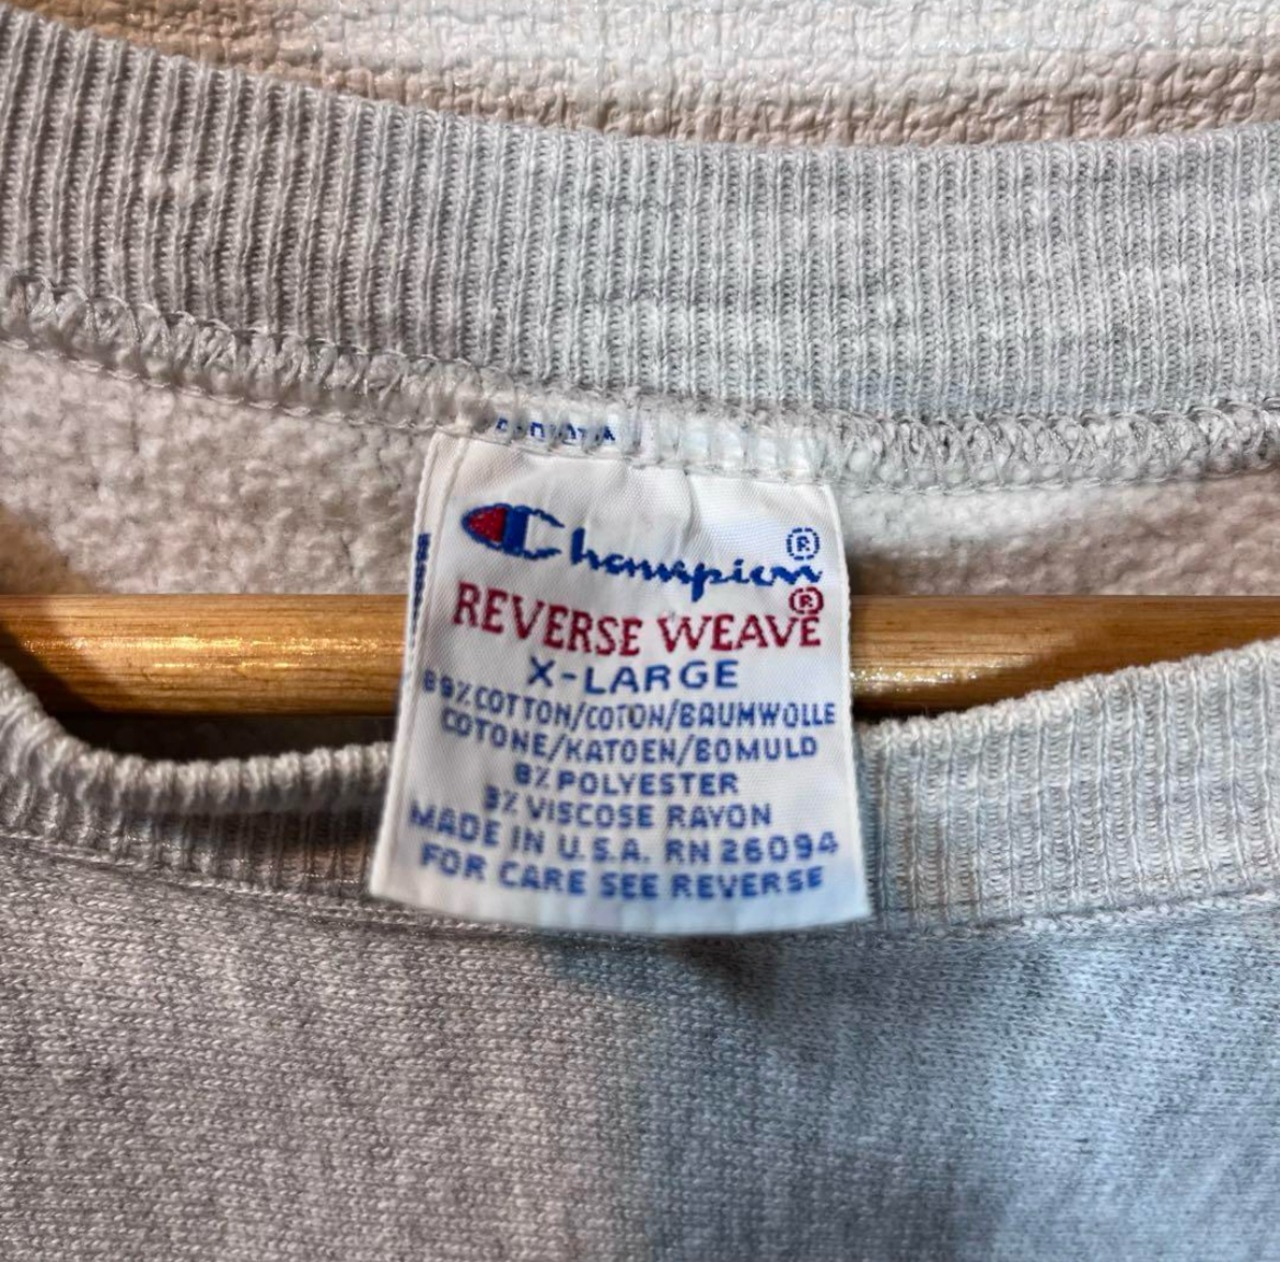 Champion®
REVERSE WEAVE®
X-LARGE
89% COTTON/COTON/BAUMWOLLE
COTONE/KATOEN/BOMULD
8% POLYESTER
3% VISCOSE RAYON
MADE IN U.S.A. RN 26094
FOR CARE SEE REVERSE